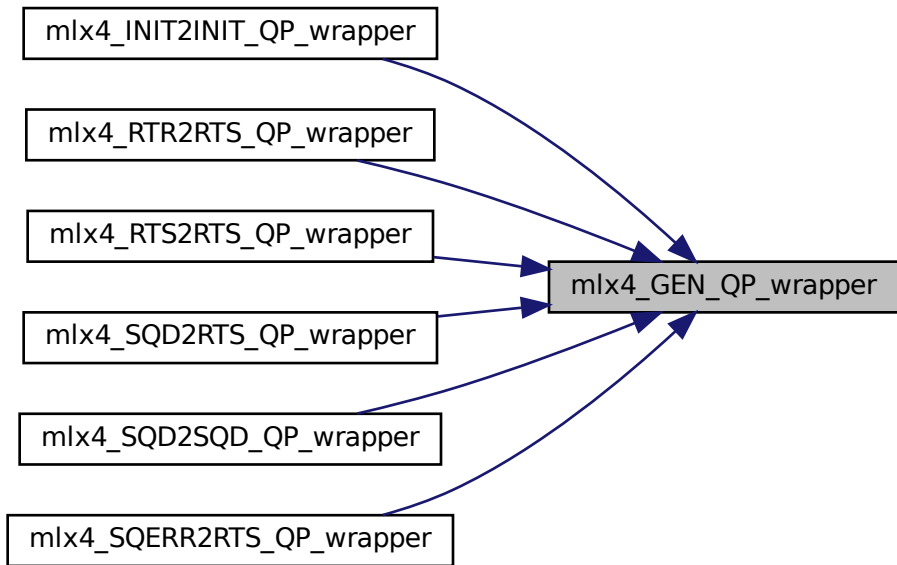 mlx4_INIT2INIT_QP_wrapper
mlx4_RTR2RTS_QP_wrapper
mlx4_RTS2RTS_QP_wrapper
mlx4_GEN_QP_wrapper
mlx4_SQD2RTS_QP_wrapper
mlx4_SQD2SQD_QP_wrapper
mlx4_SQERR2RTS_QP_wrapper